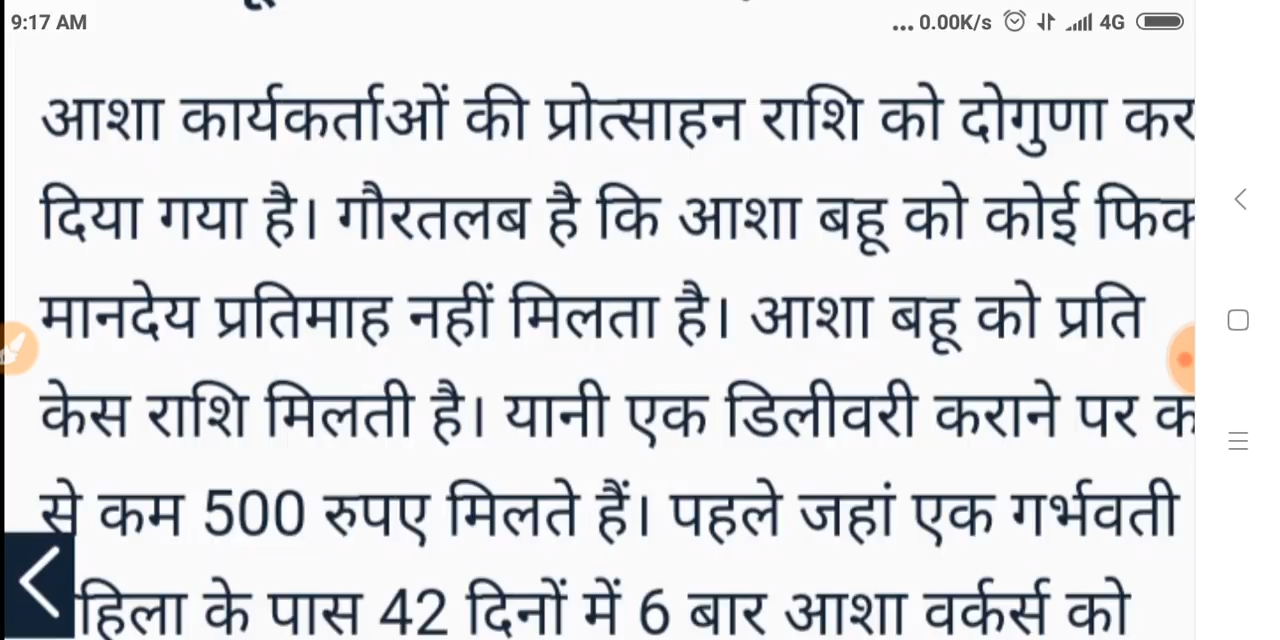 9:17 AM
... 0.00K/s 4G
आशा कार्यकर्ताओं की प्रोत्साहन राशि को दोगुणा कर
दिया गया है। गौरतलब है कि आशा बहू को कोई
मानदेय प्रतिमाह नहीं मिलता है। आशा बहू को प्रति
केस राशि मिलती है। यानी एक डिलीवरी कराने पर
से कम 500 रुपए मिलते हैं। पहले जहां एक गर्भवती
के पास 42 दिनों में 6 बार आशा वर्कर्स को